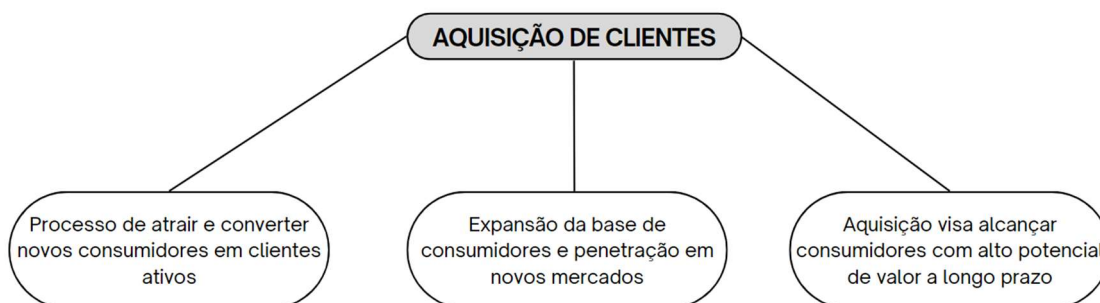 AQUISIÇÃO DE CLIENTES
Processo de atrair e converter
novos consumidores em clientes
ativos
Expansão da base de
consumidores e penetração em
novos mercados
Aquisição visa alcançar
consumidores com alto potencial
de valor a longo prazo